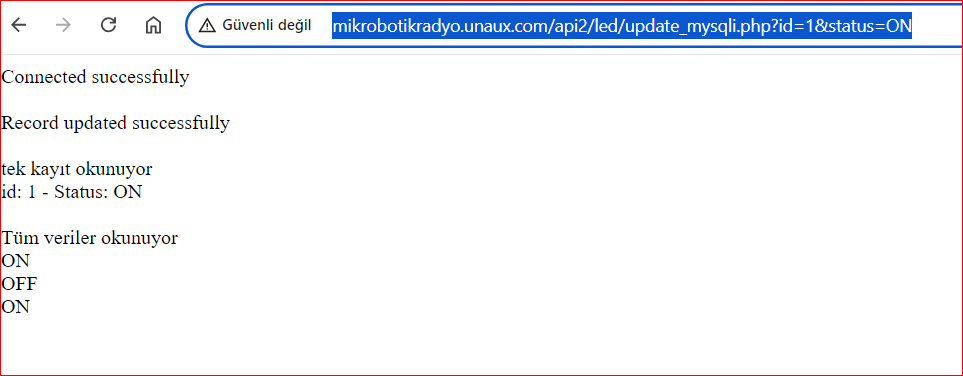 Güvenli değil mikrobotikradyo.unaux.com/api2/led/update_mysqli.php?id=1&status=ON
Connected successfully
Record updated successfully
tek kayıt okunuyor
id: 1 - Status: ON
Tüm veriler okunuyor
ON
OFF
ON